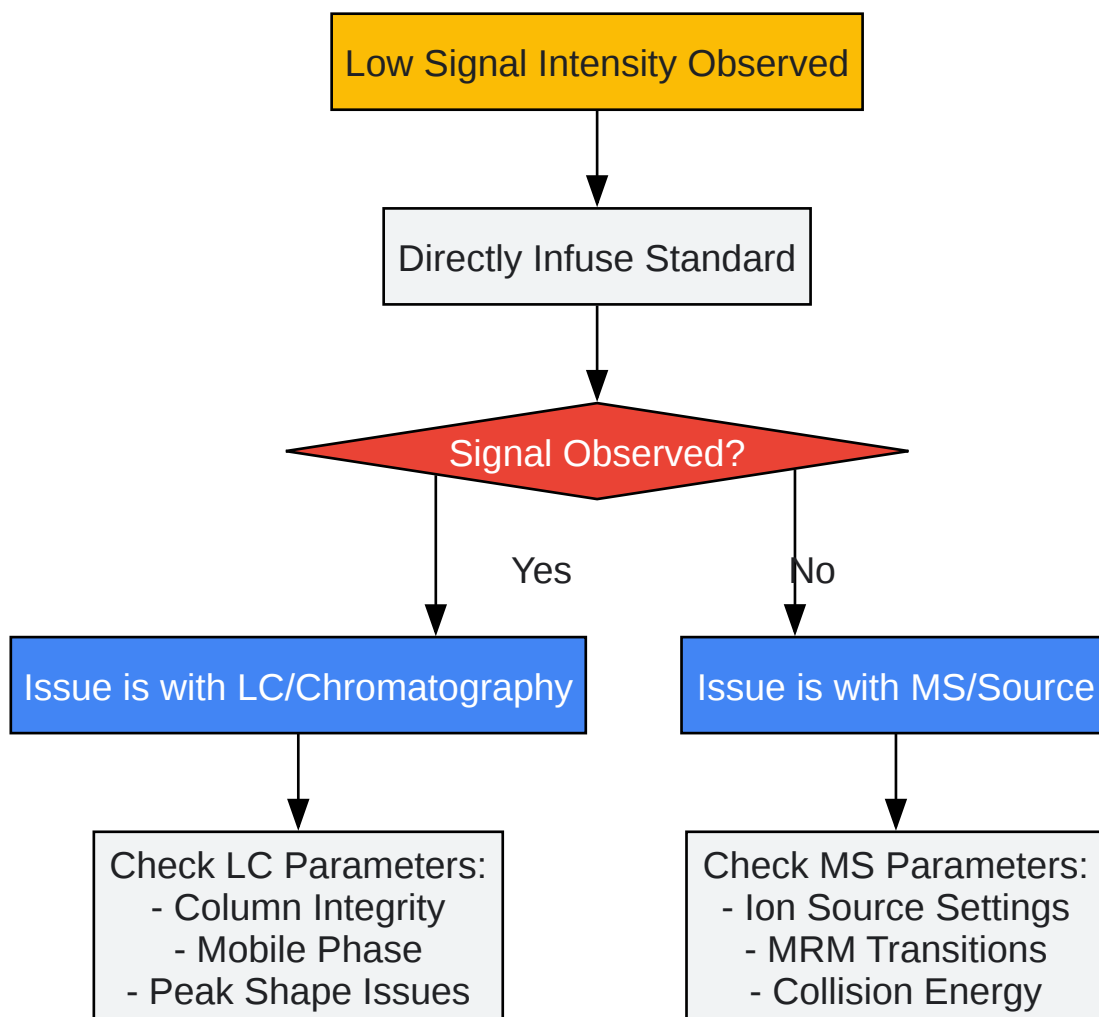 Low Signal Intensity Observed
Directly Infuse Standard
Signal Observed?
Yes
No
Issue is with LC/Chromatography
Issue is with MS/Source
Check LC Parameters:
- Column Integrity
- Mobile Phase
- Peak Shape Issues
Check MS Parameters:
- Ion Source Settings
- MRM Transitions
- Collision Energy